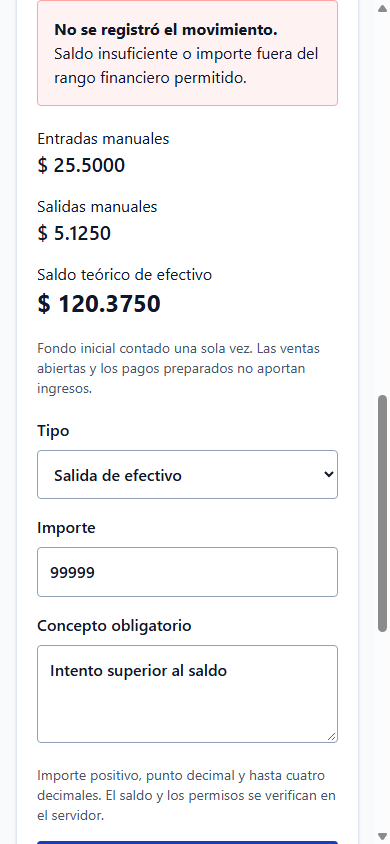 No se registró el movimiento.
Saldo insuficiente o importe fuera del
rango financiero permitido.
Entradas manuales
$ 25.5000
Salidas manuales
$ 5.1250
Saldo teórico de efectivo
$ 120.3750
Fondo inicial contado una sola vez. Las ventas
abiertas y los pagos preparados no aportan
ingresos.
Tipo
Salida de efectivo
Importe
99999
Concepto obligatorio
Intento superior al saldo
Importe positivo, punto decimal y hasta cuatro
decimales. El saldo y los permisos se verifican en
el servidor.